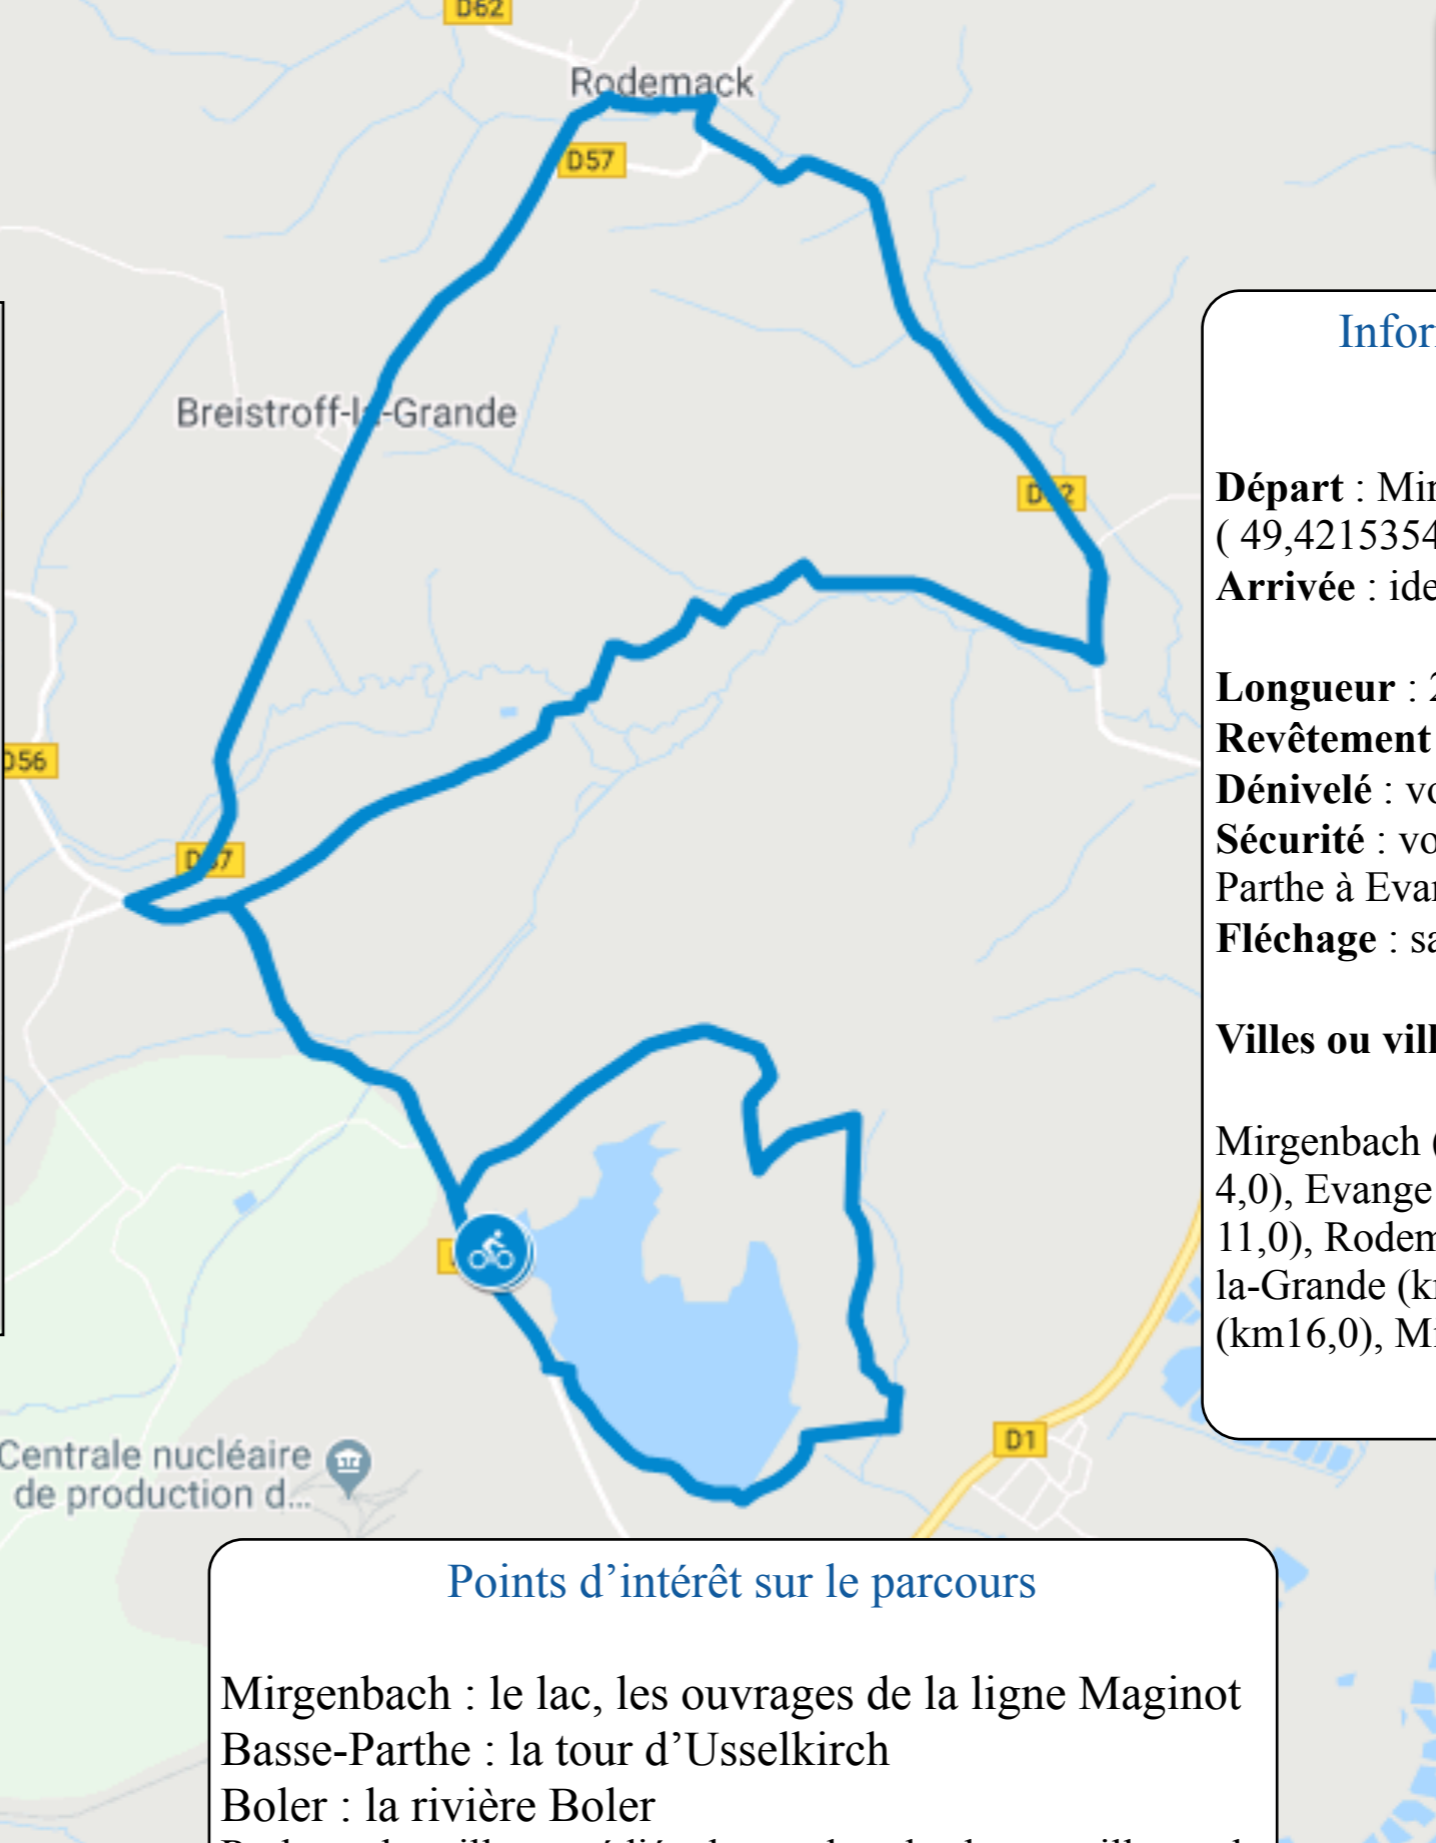 D62
Rodemack
D57
Breistroff-la-Grande
D56
Centrale nucléaire
de production d...
D1
Infor
Départ : Mir
( 49,4215354
Arrivée : ide
Longueur : 2
Revêtement
Dénivelé : vo
Sécurité : vo
Parthe à Evan
Fléchage : sa
Villes ou vill
Mirgenbach (
4,0), Evange
11,0), Rodem
la-Grande (k
(km16,0), Mi
Points d’intérêt sur le parcours
Mirgenbach : le lac, les ouvrages de la ligne Maginot
Basse-Parthe : la tour d’Usselkirch
Boler : la rivière Boler